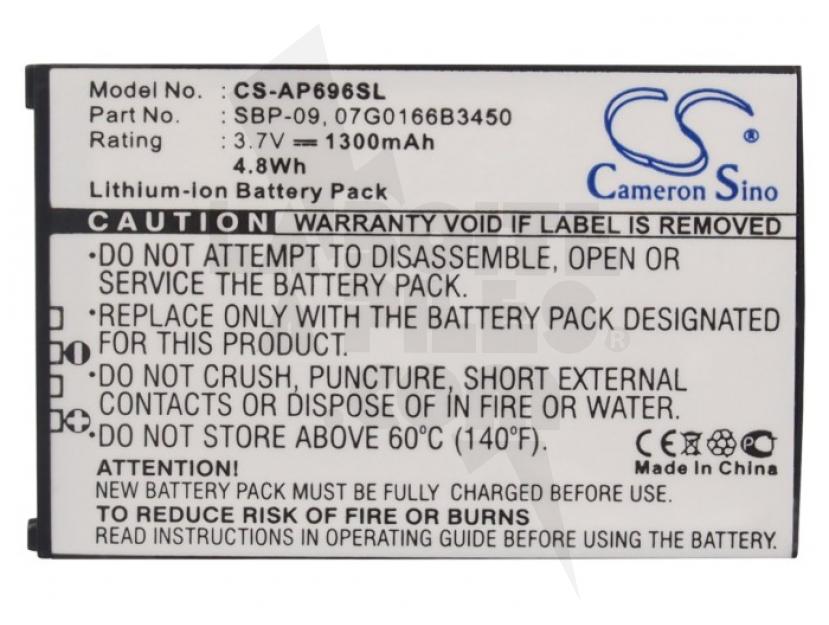 Model No. : CS-AP696SL
Part No. : SBP-09, 07G0166B3450
Rating : 3.7V 1300mAh
4.8Wh
Lithium-ion Battery Pack
CS®
Cameron Sino
CAUTION WARRANTY VOID IF LABEL IS REMOVED
·DO NOT ATTEMPT TO DISASSEMBLE, OPEN OR
SERVICE THE BATTERY PACK.
·REPLACE ONLY WITH THE BATTERY PACK DESIGNATED
FOR THIS PRODUCT.
·DO NOT CRUSH, PUNCTURE, SHORT EXTERNAL
CONTACTS OR DISPOSE OF IN FIRE OR WATER.
·DO NOT STORE ABOVE 60°C (140°F).
CE
Made In China
ATTENTION!
NEW BATTERY PACK MUST BE FULLY CHARGED BEFORE USE.
TO REDUCE RISK OF FIRE OR BURNS
READ INSTRUCTIONS IN OPERATING GUIDE BEFORE USE.